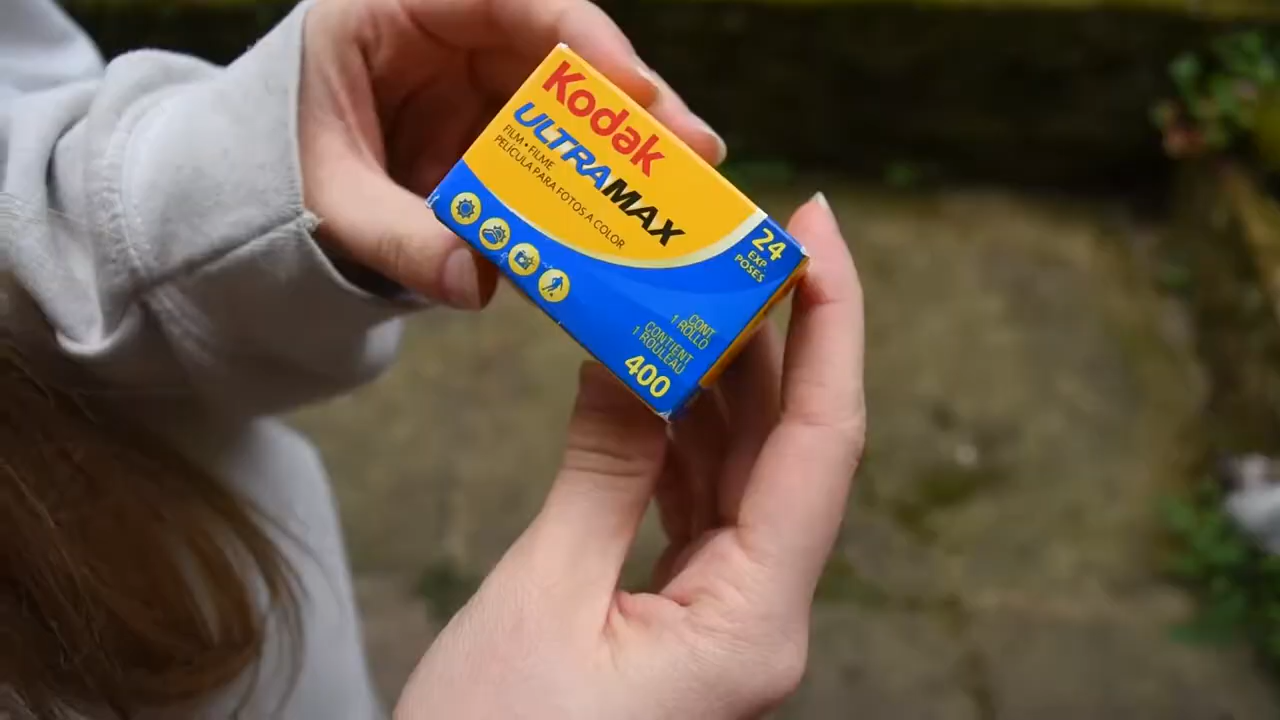 Kodak
ULTRAMAX
FILM • FILME
PELÍCULA PARA FOTOS A COLOR
24
EXP.
POSES
CONT
1 ROLLO
CONTIENT
1 ROULEAU
400